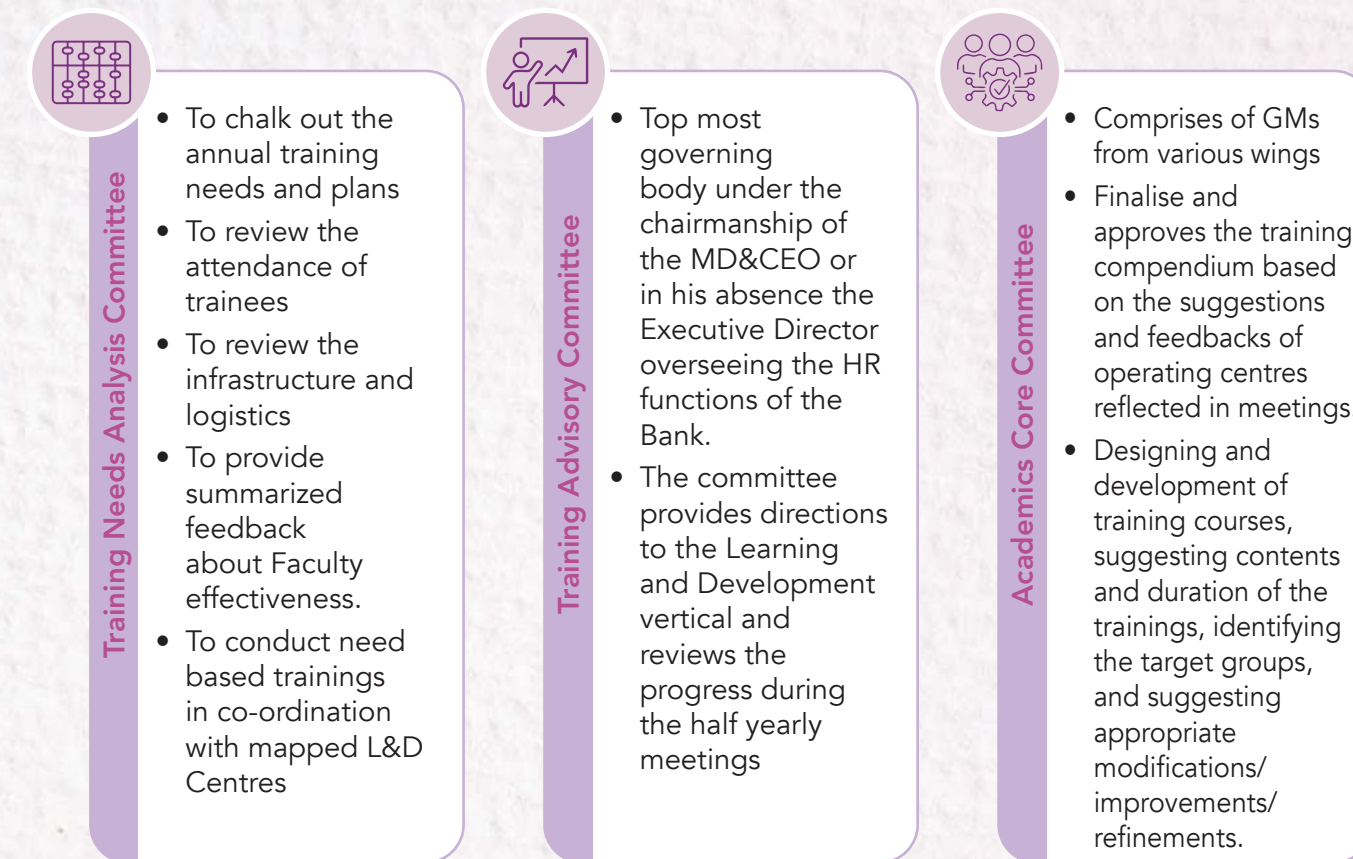 Training Needs Analysis Committee
• To chalk out the
annual training
needs and plans
• To review the
attendance of
trainees
• To review the
infrastructure and
logistics
• To provide
summarized
feedback
about Faculty
effectiveness.
• To conduct need
based trainings
in co-ordination
with mapped L&D
Centres
Training Advisory Committee
• Top most
governing
body under the
chairmanship of
the MD&CEO or
in his absence the
Executive Director
overseeing the HR
functions of the
Bank.
• The committee
provides directions
to the Learning
and Development
vertical and
reviews the
progress during
the half yearly
meetings
Academics Core Committee
• Comprises of GMs
from various wings
• Finalise and
approves the training
compendium based
on the suggestions
and feedbacks of
operating centres
reflected in meetings.
• Designing and
development of
training courses,
suggesting contents
and duration of the
trainings, identifying
the target groups,
and suggesting
appropriate
modifications/
improvements/
refinements.